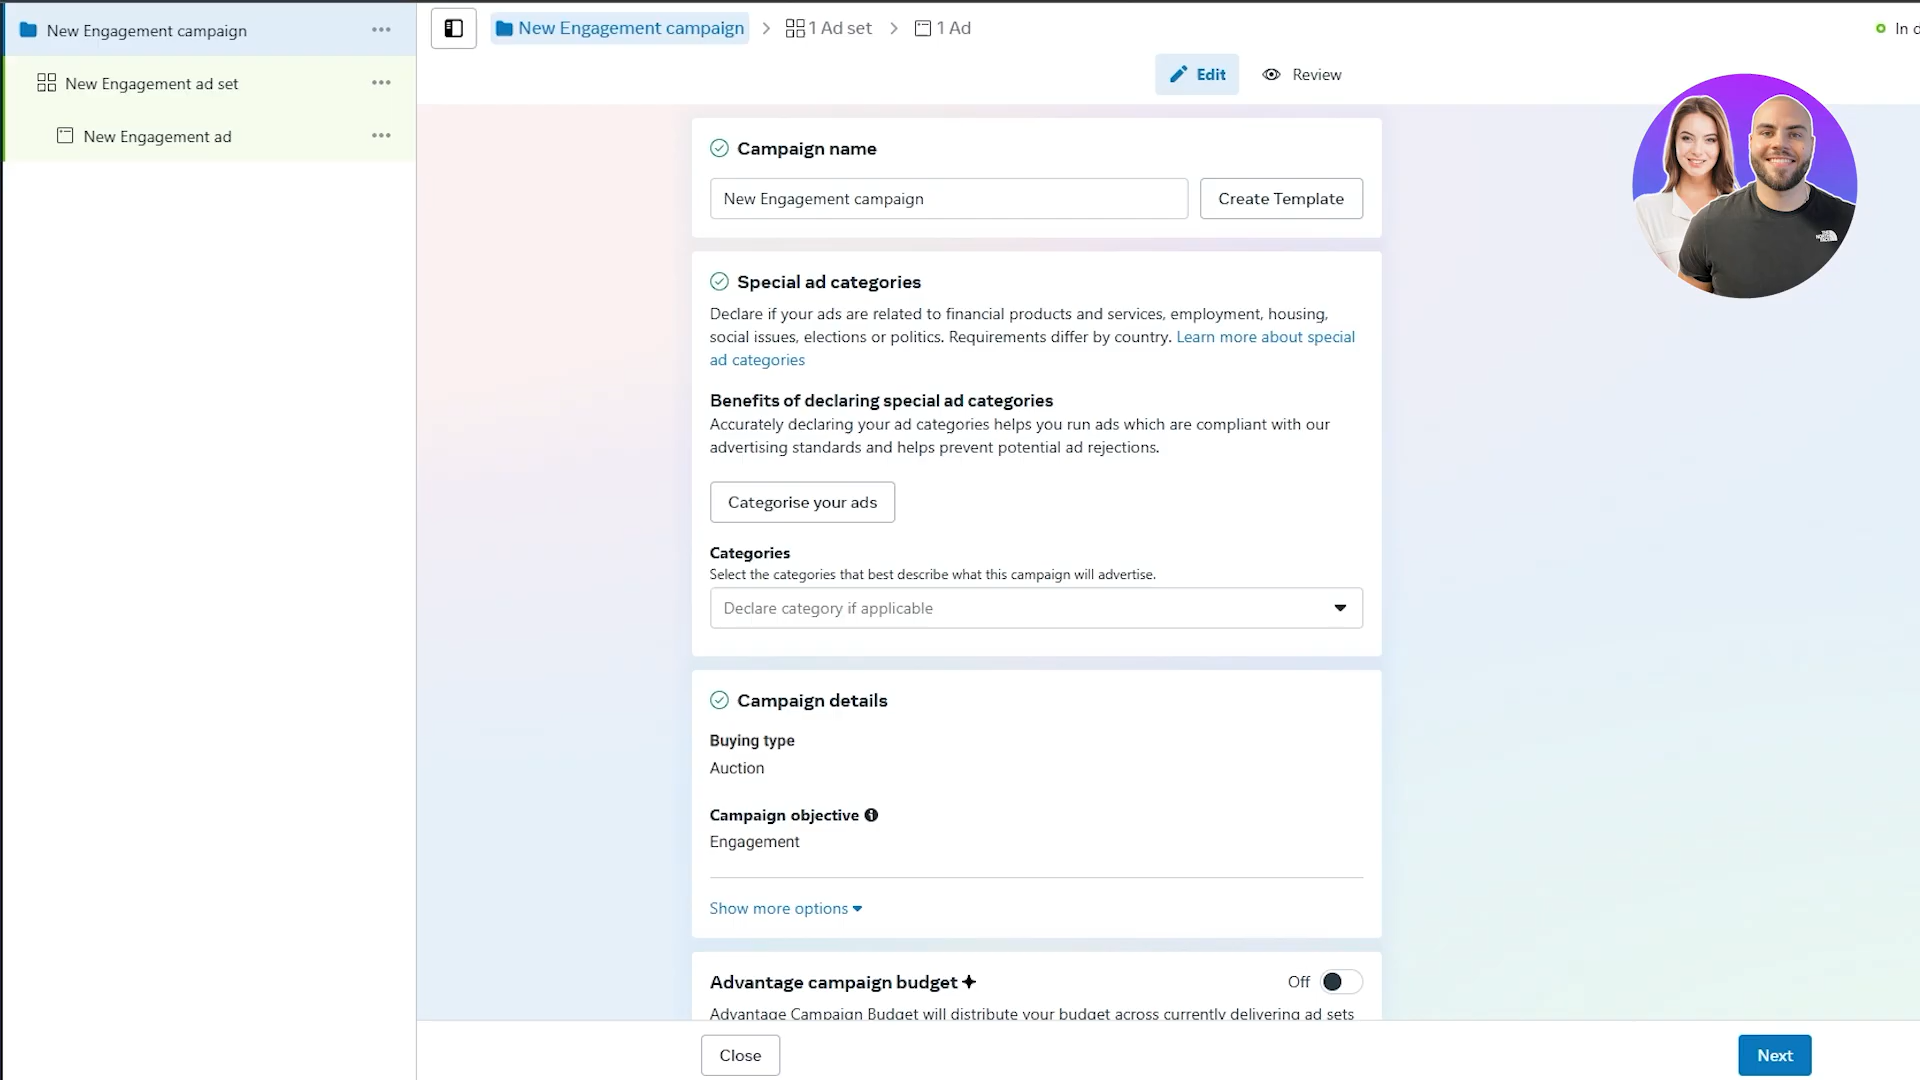 New Engagement campaign
New Engagement ad set
New Engagement ad
New Engagement campaign
1 Ad set
1 Ad
In
Edit
Review
Campaign name
New Engagement campaign
Create Template
Special ad categories
Declare if your ads are related to financial products and services, employment, housing,
social issues, elections or politics. Requirements differ by country. Learn more about special
ad categories
Benefits of declaring special ad categories
Accurately declaring your ad categories helps you run ads which are compliant with our
advertising standards and helps prevent potential ad rejections.
Categorise your ads
Categories
Select the categories that best describe what this campaign will advertise.
Declare category if applicable
Campaign details
Buying type
Auction
Campaign objective
Engagement
Show more options
Advantage campaign budget
Off
Advantage Campaign Budget will distribute your budget across currently delivering ad sets
Close
Next
THE NORTH FACE